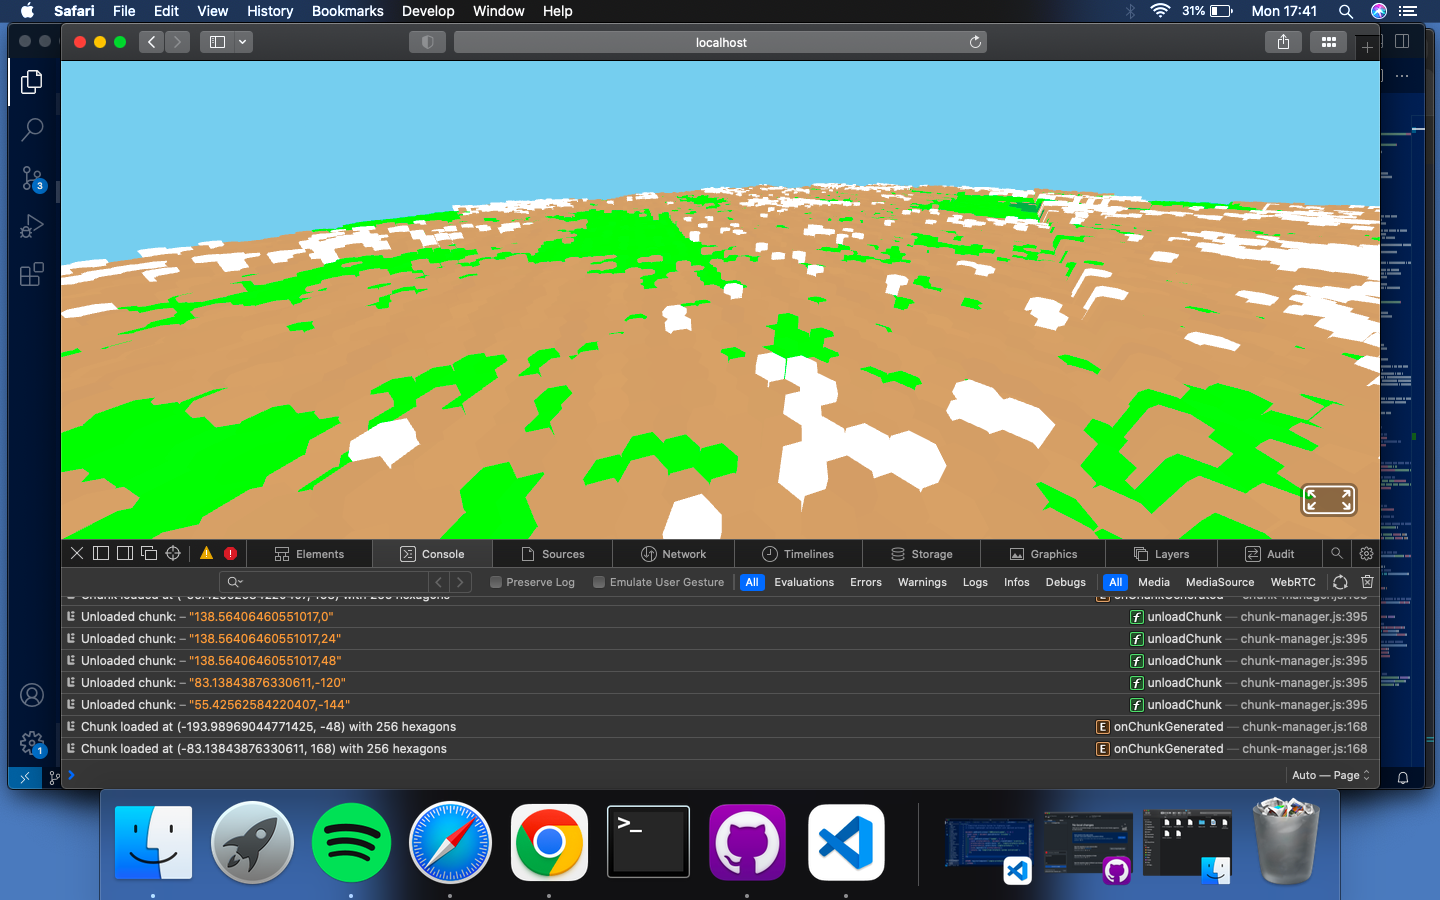 Safari File Edit View History Bookmarks Develop Window Help 31% Mon 17:41
localhost
3
1
Elements Console Sources Network Timelines Storage Graphics Layers Audit
Preserve Log Emulate User Gesture All Evaluations Errors Warnings Logs Infos Debugs All Media MediaSource WebRTC
Unloaded chunk: – "138.56406460551017,0" f unloadChunk — chunk-manager.js:395
Unloaded chunk: – "138.56406460551017,24" f unloadChunk — chunk-manager.js:395
Unloaded chunk: – "138.56406460551017,48" f unloadChunk — chunk-manager.js:395
Unloaded chunk: – "83.13843876330611,-120" f unloadChunk — chunk-manager.js:395
Unloaded chunk: – "55.42562584220407,-144" f unloadChunk — chunk-manager.js:395
Chunk loaded at (-193.98969044771425, -48) with 256 hexagons E onChunkGenerated — chunk-manager.js:168
Chunk loaded at (-83.13843876330611, 168) with 256 hexagons E onChunkGenerated — chunk-manager.js:168
Auto — Page